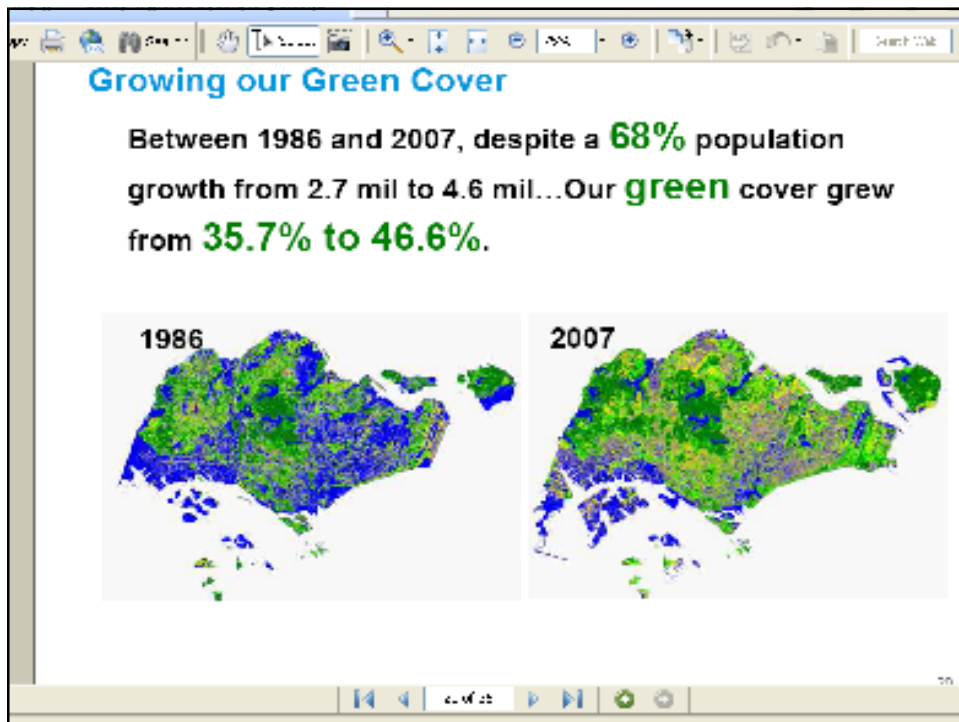 Growing our Green Cover
Between 1986 and 2007, despite a 68% population
growth from 2.7 mil to 4.6 mil...Our green cover grew
from 35.7% to 46.6%.
1986
2007